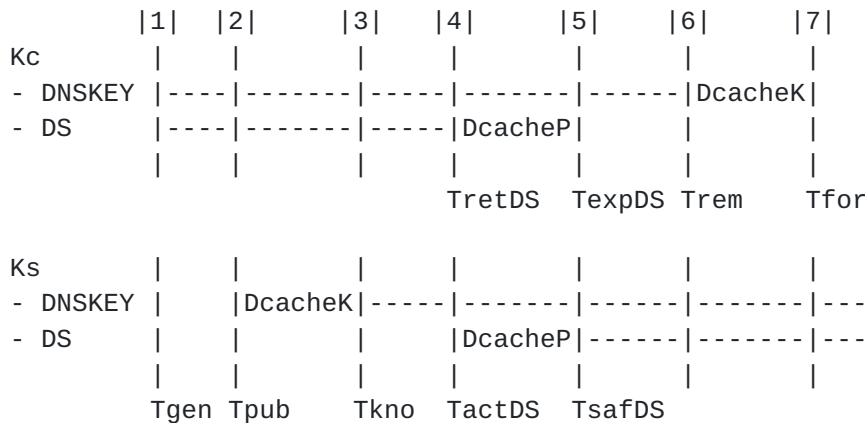 |1|  |2|     |3|   |4|     |5|    |6|    |7|
Kc       |    |       |     |       |      |       |
- DNSKEY |----|-------|-----|-------|------|DcacheK|
- DS     |----|-------|-----|DcacheP|      |       |
         |    |       |     |       |      |       |
                            TretDS  TexpDS Trem    Tfor
Ks       |    |       |     |       |      |       |
- DNSKEY |    |DcacheK|-----|-------|------|-------|---
- DS     |    |       |     |DcacheP|------|-------|---
         |    |       |     |       |      |       |
         Tgen Tpub    Tkno  TactDS  TsafDS